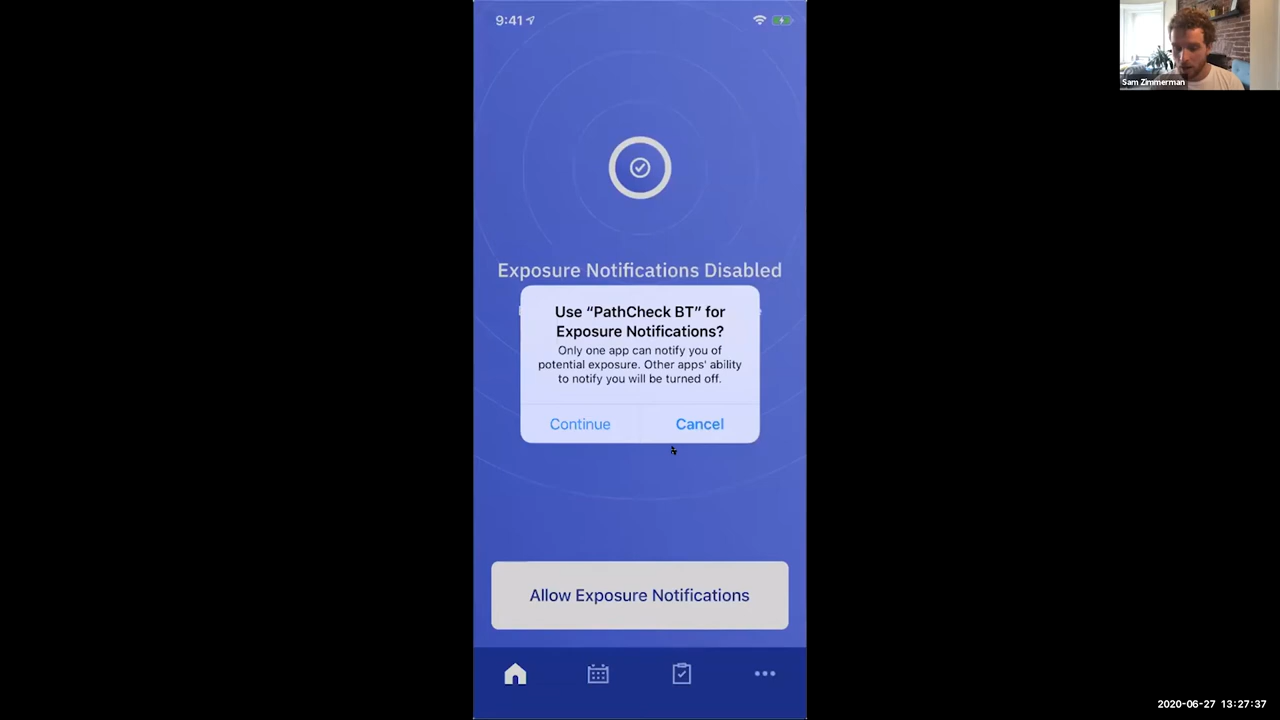 9:41
Sam Zimmerman
Exposure Notifications Disabled
Use “PathCheck BT” for
Exposure Notifications?
Only one app can notify you of
potential exposure. Other apps' ability
to notify you will be turned off.
Continue
Cancel
Allow Exposure Notifications
2020-06-27 13:27:37